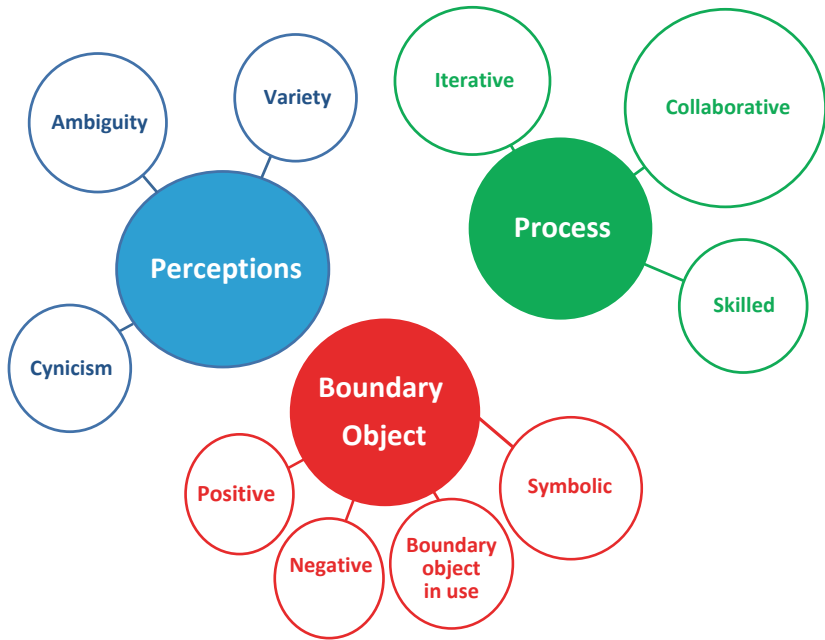 Ambiguity
Variety
Perceptions
Cynicism
Iterative
Collaborative
Process
Skilled
Boundary
Object
Positive
Negative
Boundary
object
in use
Symbolic